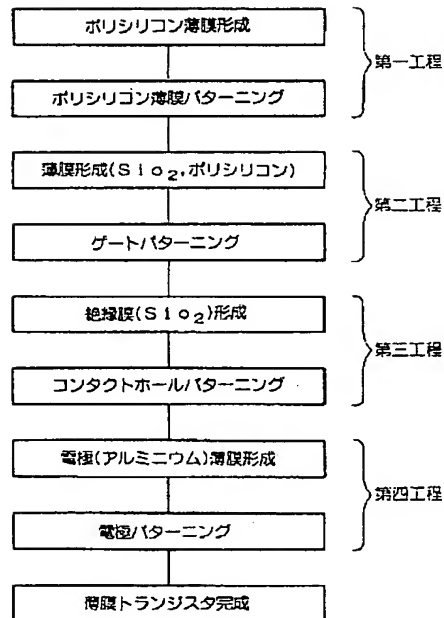 ポリシリコン薄膜形成
第一工程
ポリシリコン薄膜パターニング
薄膜形成(Sio₂,ポリシリコン)
第二工程
ゲートパターニング
絶縁膜(Sio₂)形成
第三工程
コンタクトホールパターニング
電極(アルミニウム)薄膜形成
第四工程
電極パターニング
薄膜トランジスタ完成